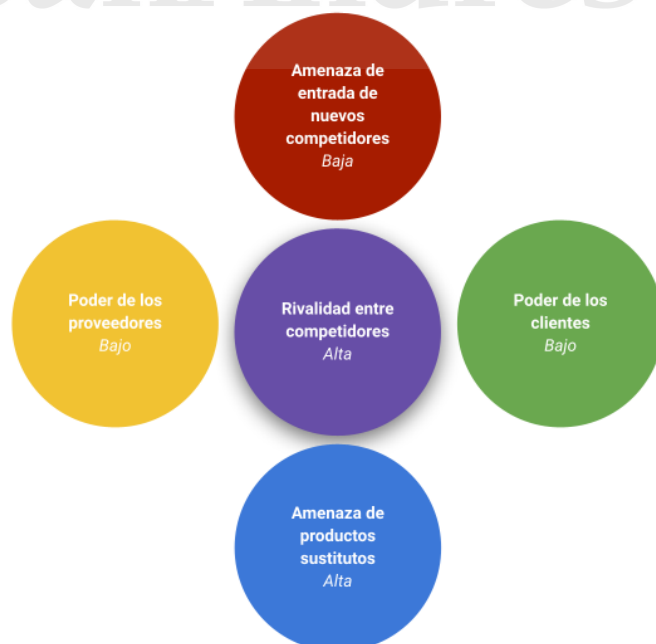 Amenaza de
entrada de
nuevos
competidores
Baja
Poder de los
proveedores
Bajo
Rivalidad entre
competidores
Alta
Poder de los
clientes
Bajo
Amenaza de
productos
sustitutos
Alta